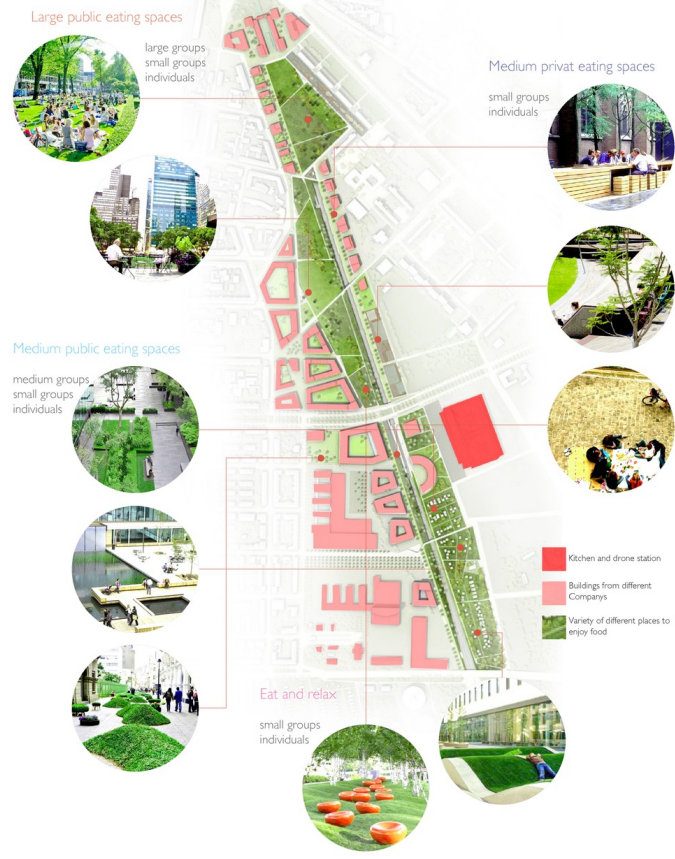 Large public eating spaces
large groups
small groups
individuals
Medium privat eating spaces
small groups
individuals
Medium public eating spaces
medium groups
small groups
individuals
Kitchen and drone station
Buildings from different
Companys
Variety of different places to
enjoy food
Eat and relax
small groups
individuals